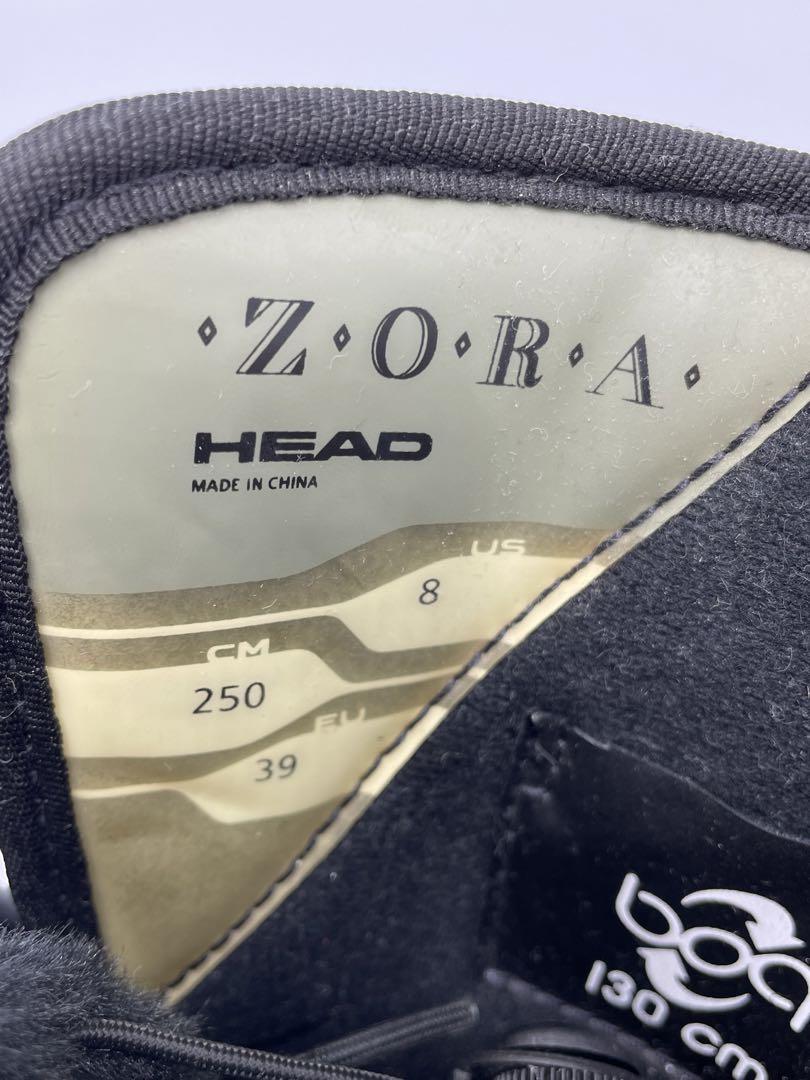 ·Z·O·R·A·
HEAD
MADE IN CHINA
US
8
CM
250
EU
39
boa
130 cm